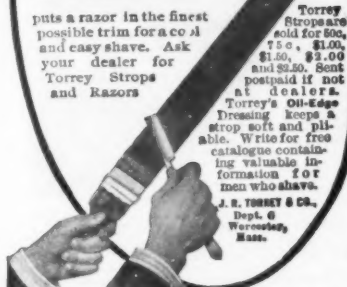 puts a razor in the finest
possible trim for a cool
and easy shave. Ask
your dealer for
Torrey Strops
and Razors
Torrey
Strops are
sold for 50c,
75c, $1.00,
$1.50, $2.00
and $2.50. Sent
postpaid if not
at dealers.
Torrey's Oil-Edge
Dressing keeps a
strop soft and pli-
able. Write for free
catalogue contain-
ing valuable in-
formation for
men who shave.
J. R. TORREY & CO.,
Dept. G
Worcester,
Mass.